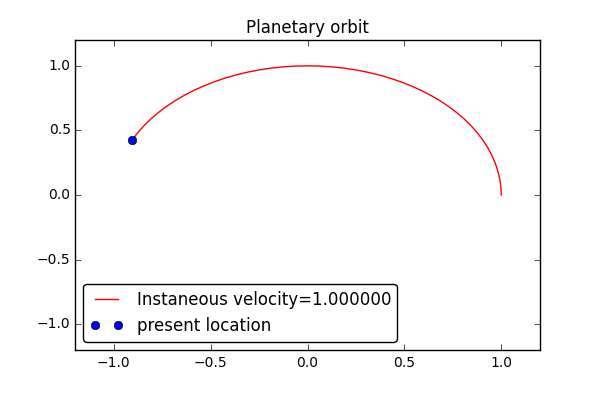 Planetary orbit
1.0
0.5
0.0
−0.5
−1.0
Instaneous velocity=1.000000
present location
−1.0 −0.5 0.0 0.5 1.0